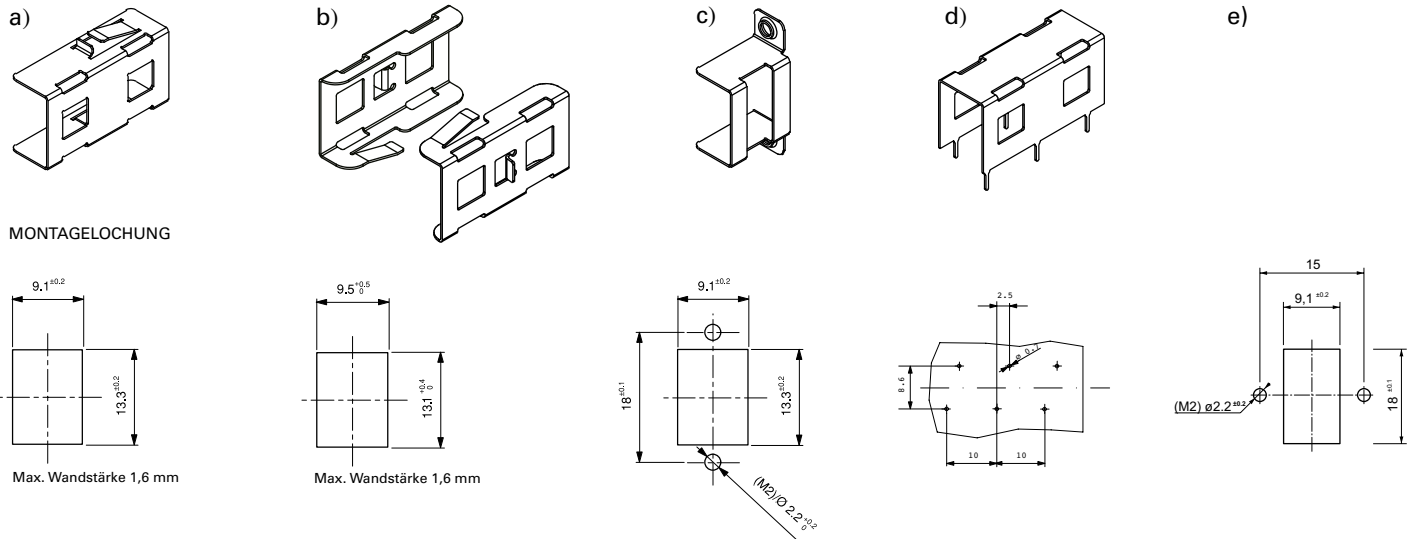 a) b) c) d) e)
MONTAGELOCHUNG
9.1 ±0.2
13.3 ±0.2
Max. Wandstärke 1,6 mm
9.5 +0.5 0
13.1 +0.4 0
Max. Wandstärke 1,6 mm
9.1 ±0.2
18 ±0.1
13.3 ±0.2
(M2)/Ø 2.2 +0.2 0
2.5
ø 0.7
8.6
10 10
15
9,1 ±0.2
(M2) ø2.2 ±0.2
18 ±0.1